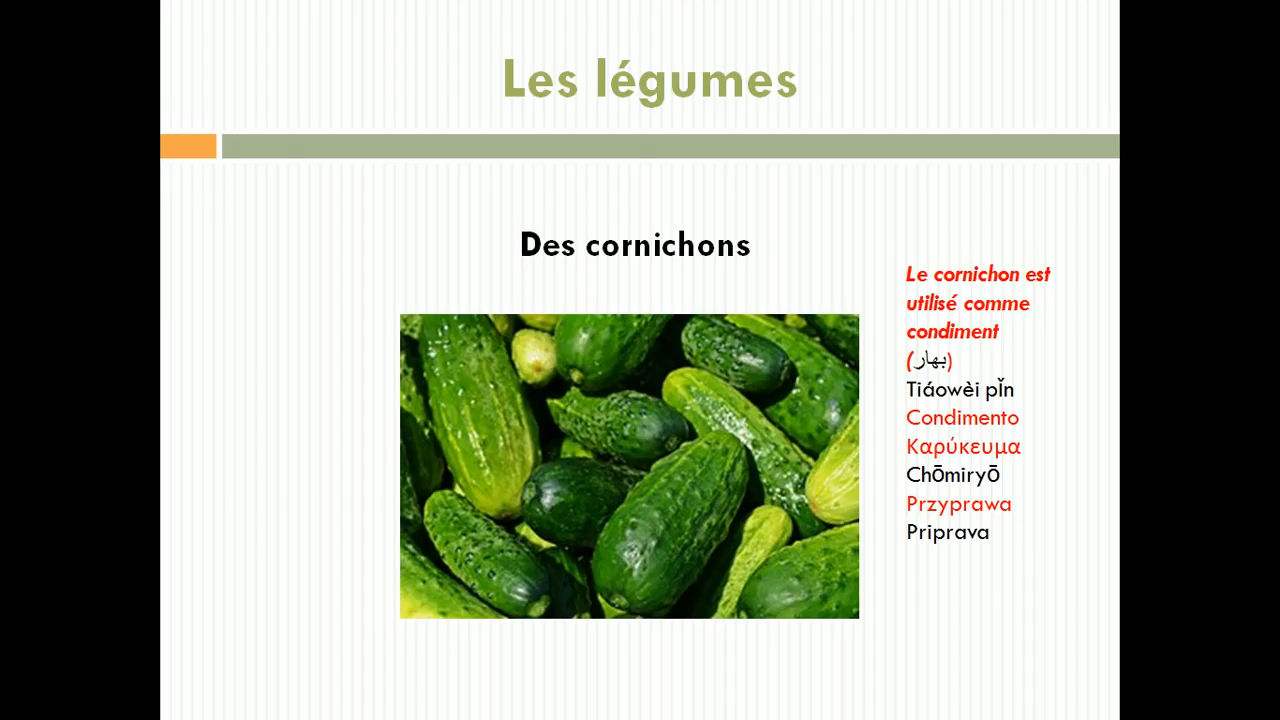 Les légumes
Des cornichons
Le cornichon est
utilisé comme
condiment
(بهار)
Tiáowèi pǐn
Condimento
Καρύκευμα
Chōmiryō
Przyprawa
Priprava